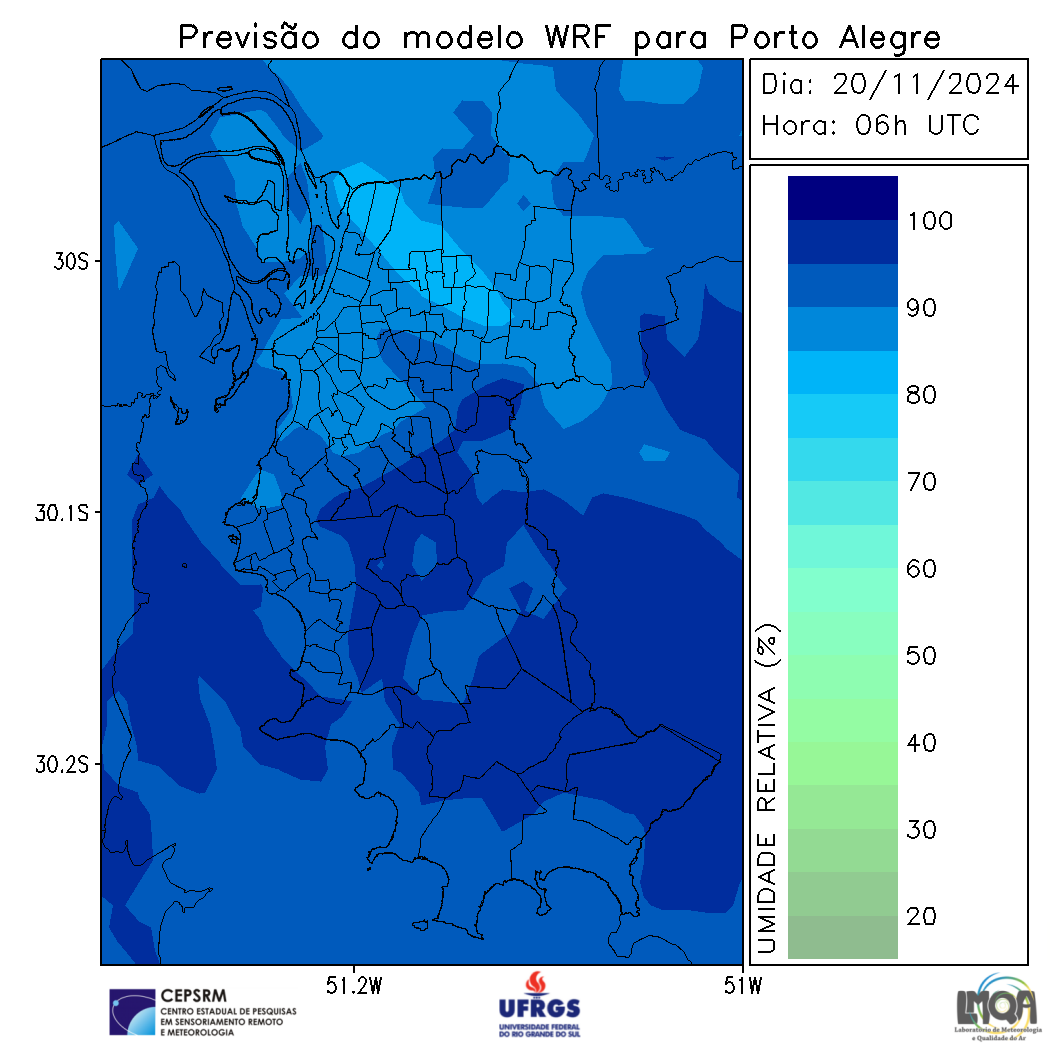 Previsão do modelo WRF para Porto Alegre
Dia: 20/11/2024
Hora: 06h UTC
100
90
80
70
60
50
40
30
20
UMIDADE RELATIVA (%)
30S
30.1S
30.2S
51.2W
51W
CEPSRM
CENTRO ESTADUAL DE PESQUISAS
EM SENSORIAMENTO REMOTO
E METEOROLOGIA
UFRGS
UNIVERSIDADE FEDERAL
DO RIO GRANDE DO SUL
LMQA
Laboratório de Meteorologia
e Qualidade do Ar